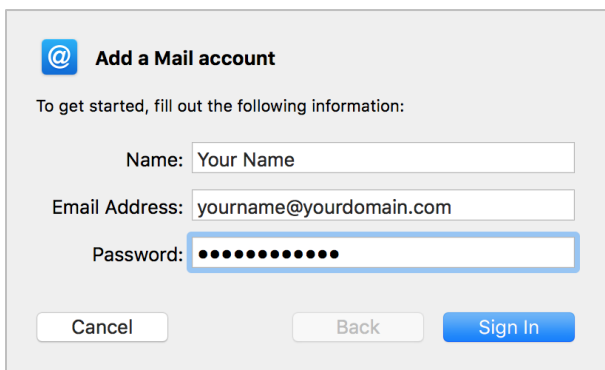 @ Add a Mail account
To get started, fill out the following information:
Name: Your Name
Email Address: yourname@yourdomain.com
Password: ●●●●●●●●●●●●
Cancel Back Sign In